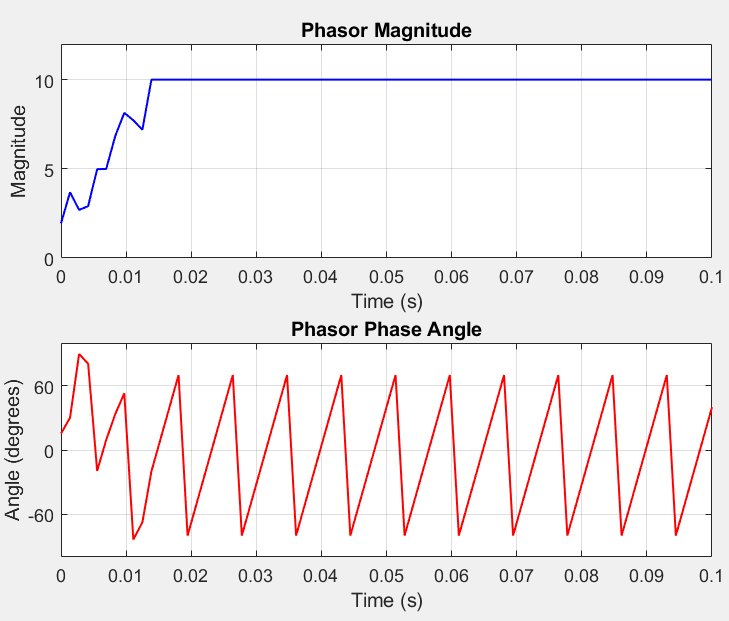 Phasor Magnitude
Magnitude
10
5
0
0 0.01 0.02 0.03 0.04 0.05 0.06 0.07 0.08 0.09 0.1
Time (s)
Phasor Phase Angle
Angle (degrees)
60
0
-60
0 0.01 0.02 0.03 0.04 0.05 0.06 0.07 0.08 0.09 0.1
Time (s)